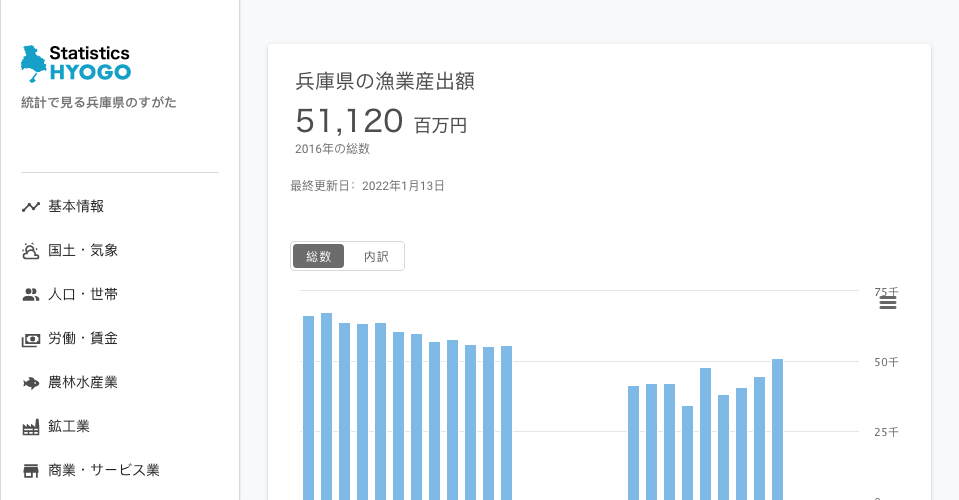 Statistics
HYOGO
統計で見る兵庫県のすがた
基本情報
国土・気象
人口・世帯
労働・賃金
農林水産業
鉱工業
商業・サービス業
兵庫県の漁業産出額
51,120 百万円
2016年の総数
最終更新日: 2022年1月13日
総数 内訳
75千
50千
25千